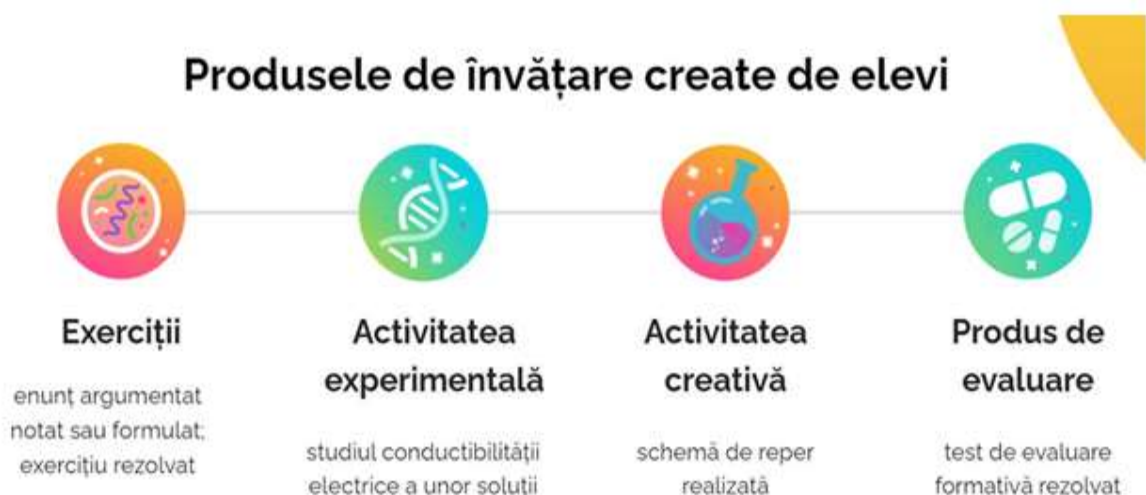 Produsele de învățare create de elevi
Exerciții
enunț argumentat
notat sau formulat;
exercițiu rezolvat
Activitatea
experimentală
studiul conductibilității
electrice a unor soluții
Activitatea
creativă
schemă de reper
realizată
Produs de
evaluare
test de evaluare
formativă rezolvat